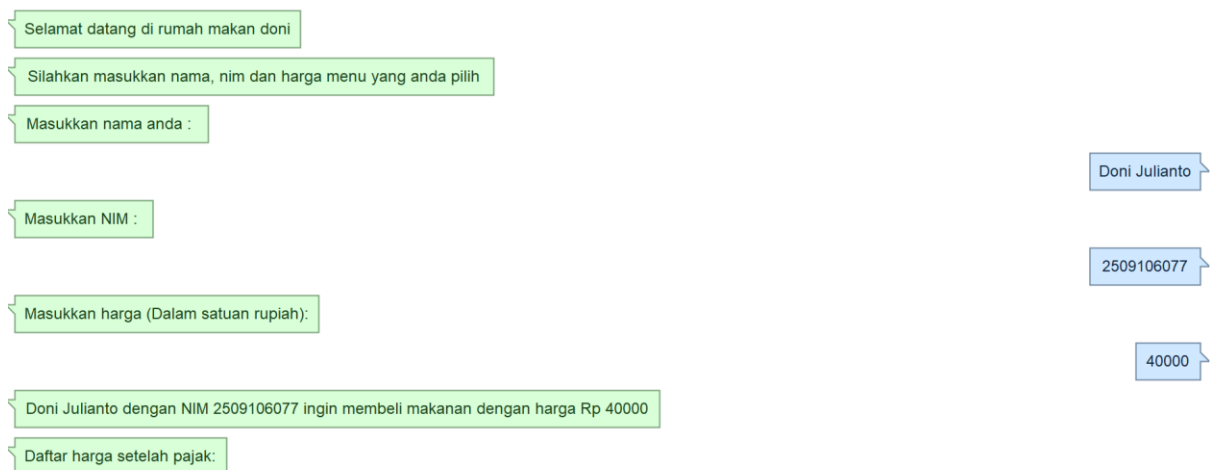 Selamat datang di rumah makan doni
Silahkan masukkan nama, nim dan harga menu yang anda pilih
Masukkan nama anda :
Doni Julianto
Masukkan NIM :
2509106077
Masukkan harga (Dalam satuan rupiah):
40000
Doni Julianto dengan NIM 2509106077 ingin membeli makanan dengan harga Rp 40000
Daftar harga setelah pajak: